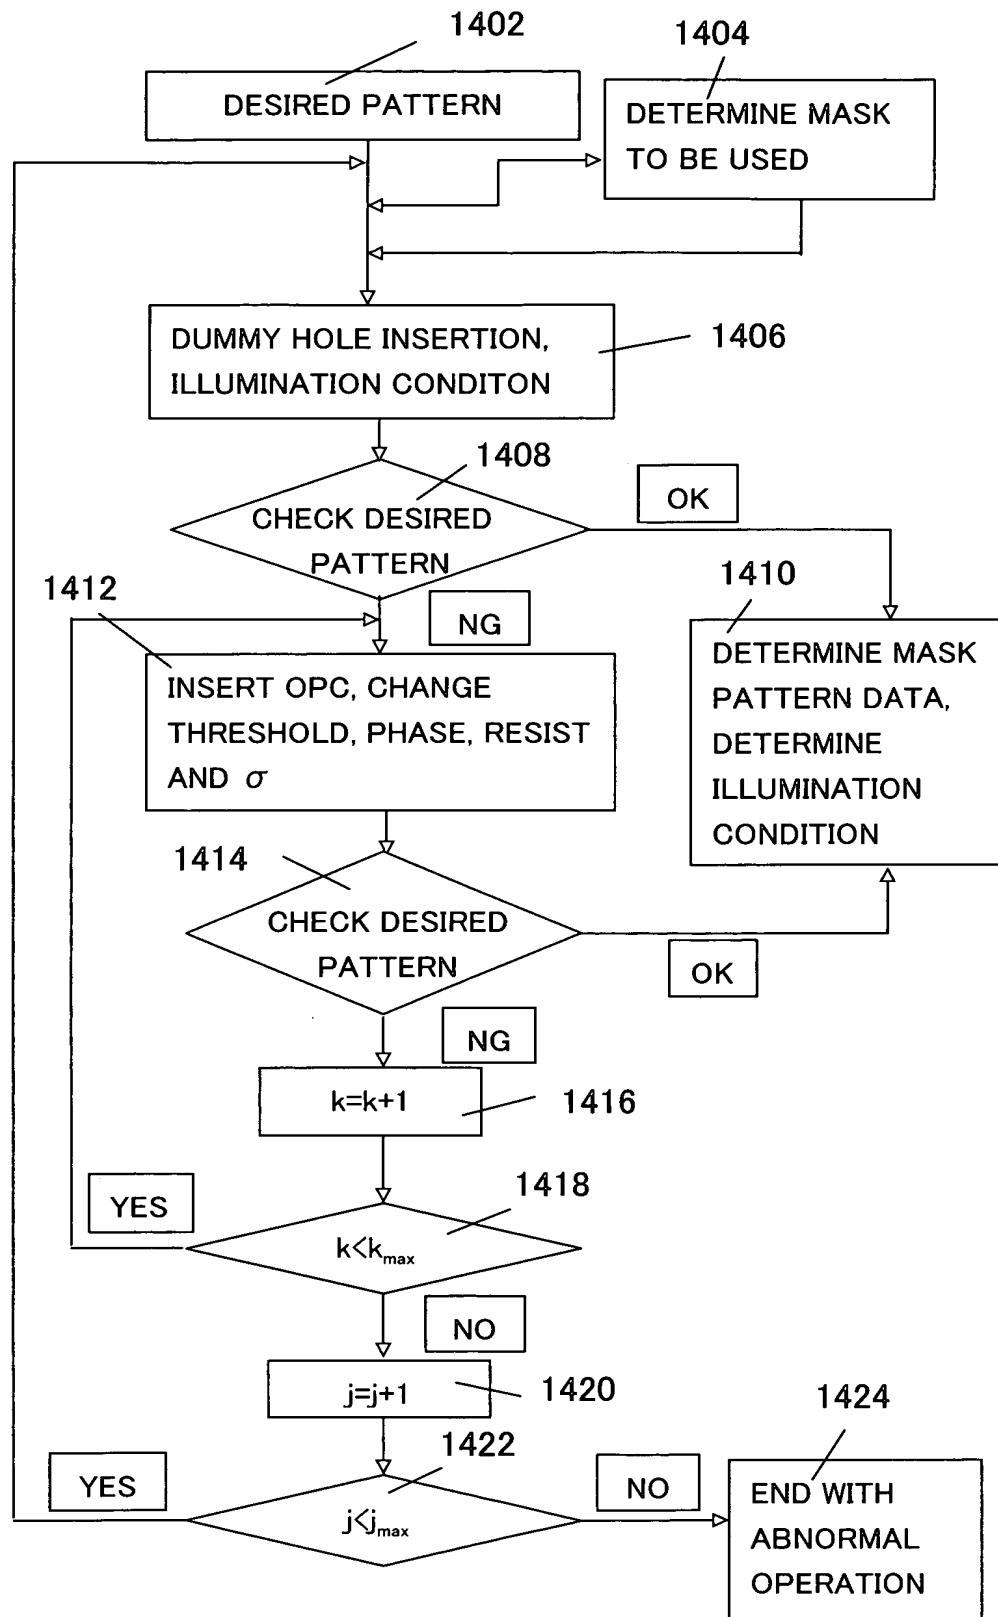 1402
1404
DESIRED PATTERN
DETERMINE MASK
TO BE USED
DUMMY HOLE INSERTION,
ILLUMINATION CONDITON
1406
1408
OK
CHECK DESIRED
PATTERN
1410
1412
NG
DETERMINE MASK
PATTERN DATA,
DETERMINE
ILLUMINATION
CONDITION
INSERT OPC, CHANGE
THRESHOLD, PHASE, RESIST
AND σ
1414
CHECK DESIRED
PATTERN
OK
NG
k=k+1
1416
1418
YES
k<kmax
NO
j=j+1
1420
1424
1422
YES
NO
j<jmax
END WITH
ABNORMAL
OPERATION